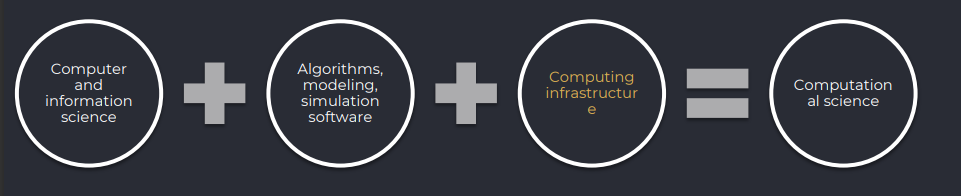 Computer
and
information
science
Algorithms,
modeling,
simulation
software
Computing
infrastructur
e
Computation
al science